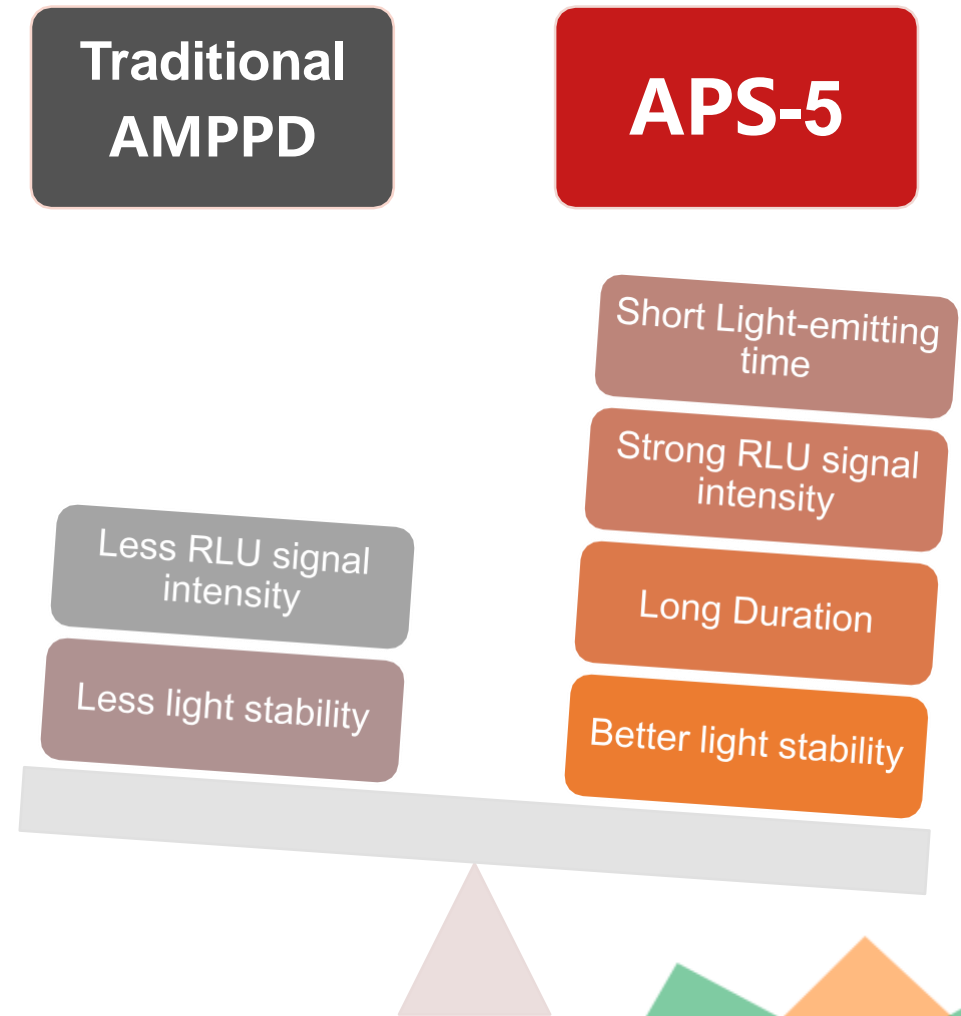 Traditional
AMPPD
APS-5
Short Light-emitting
time
Strong RLU signal
intensity
Long Duration
Better light stability
Less RLU signal
intensity
Less light stability